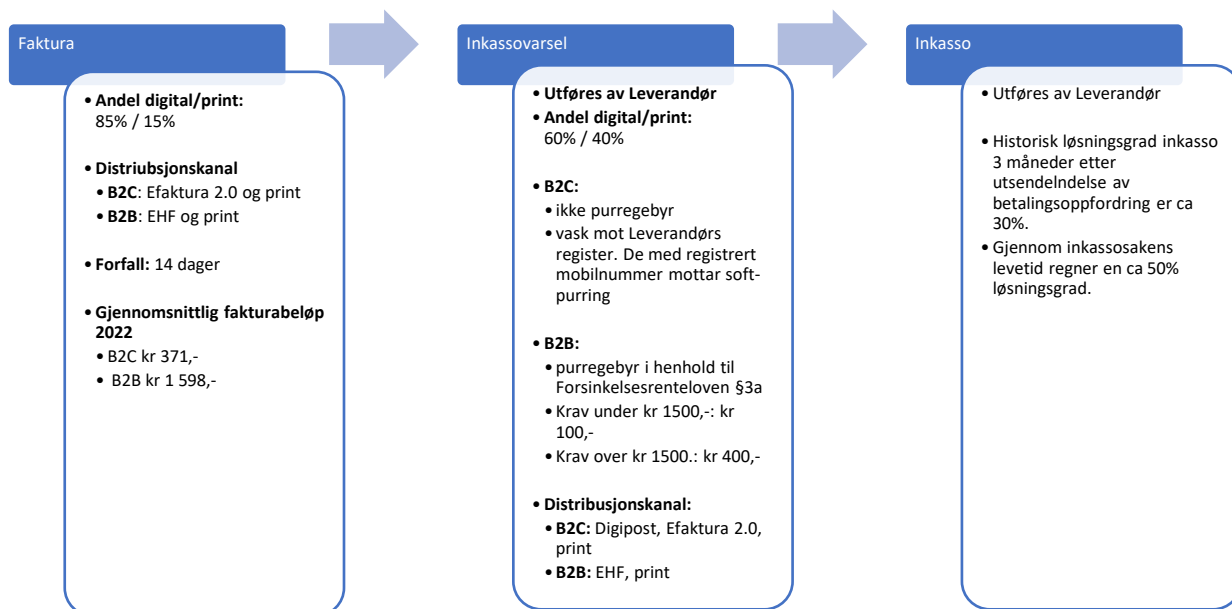 Faktura
• Andel digital/print:
85% / 15%
• Distriubsjonskanal
• B2C: Efaktura 2.0 og print
• B2B: EHF og print
• Forfall: 14 dager
• Gjennomsnittlig fakturabeløp
2022
• B2C kr 371,-
• B2B kr 1 598,-
Inkassovarsel
• Utføres av Leverandør
• Andel digital/print:
60% / 40%
• B2C:
• ikke purregebyr
• vask mot Leverandørs
register. De med registrert
mobilnummer mottar soft-
purring
• B2B:
• purregebyr i henhold til
Forsinkelsesrenteloven §3a
• Krav under kr 1500,-: kr
100,-
• Krav over kr 1500.: kr 400,-
• Distribusjonskanal:
• B2C: Digipost, Efaktura 2.0,
print
• B2B: EHF, print
Inkasso
• Utføres av Leverandør
• Historisk løsningsgrad inkasso
3 måneder etter
utsendelndelse av
betalingsoppfordring er ca
30%.
• Gjennom inkassosakens
levetid regner en ca 50%
løsningsgrad.